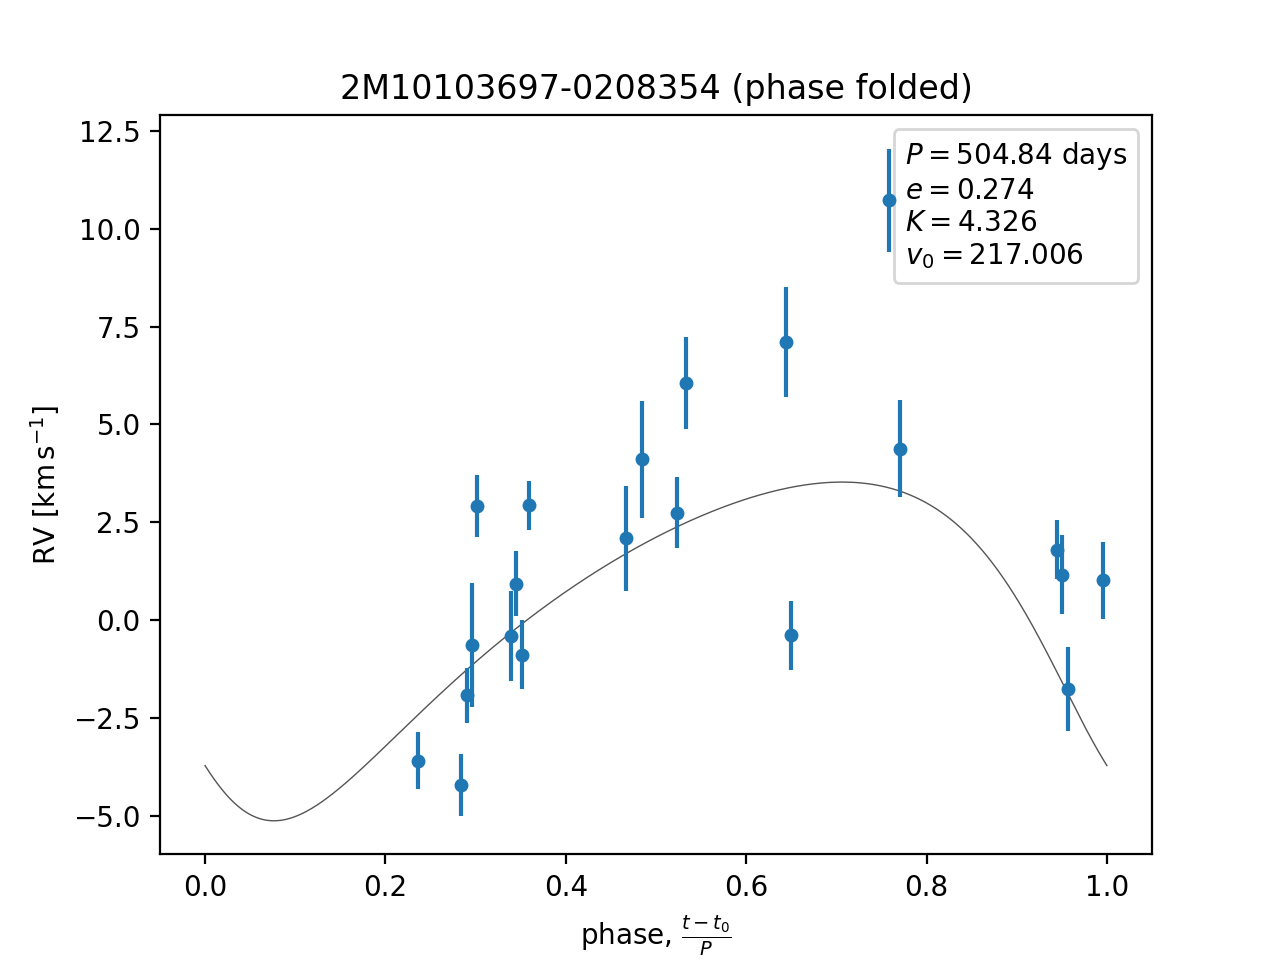 2M10103697-0208354 (phase folded)
P = 504.84 days
e = 0.274
K = 4.326
v₀ = 217.006
12.5
10.0
7.5
5.0
2.5
0.0
−2.5
−5.0
RV [km s⁻¹]
0.0 0.2 0.4 0.6 0.8 1.0
phase, (t − t₀)/P